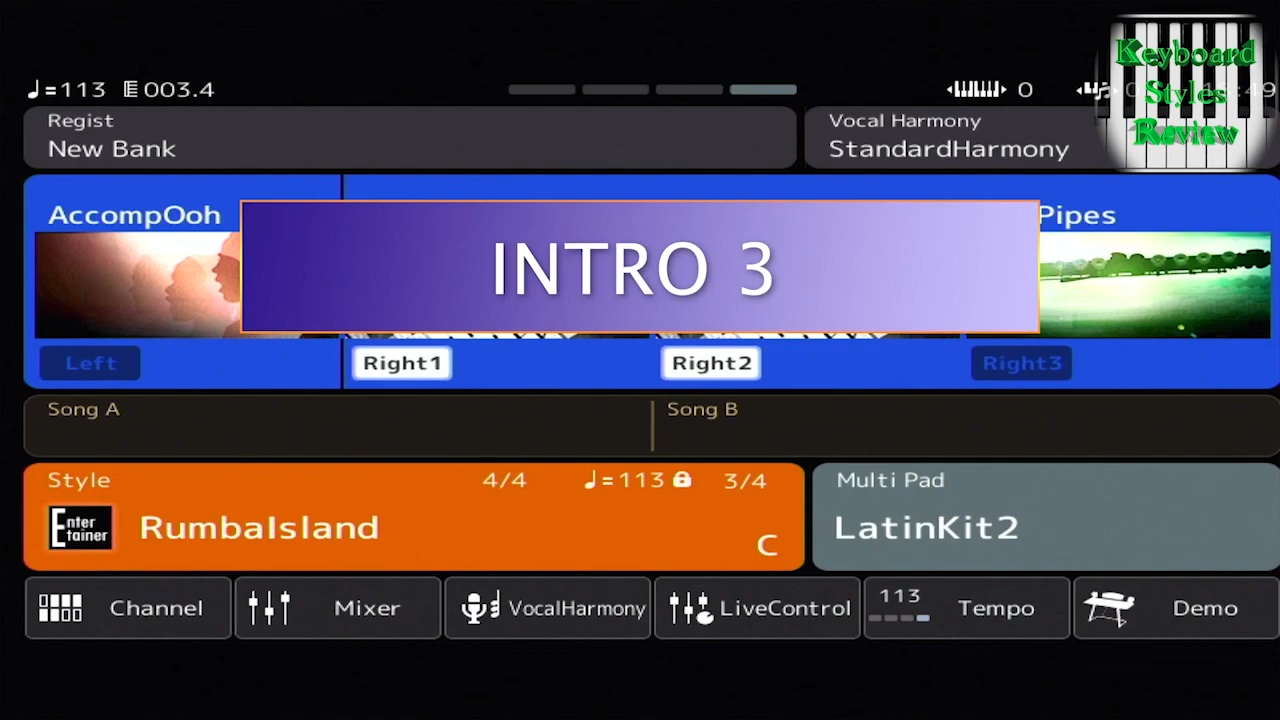 Keyboard
Styles
Review
♩=113 003.4
0
Regist
New Bank
Vocal Harmony
StandardHarmony
AccompOoh
Pipes
INTRO 3
Left
Right1
Right2
Right3
Song A
Song B
Style
4/4 ♩=113 3/4
Entertainer
RumbaIsland
C
Multi Pad
LatinKit2
Channel
Mixer
VocalHarmony
LiveControl
113
Tempo
Demo